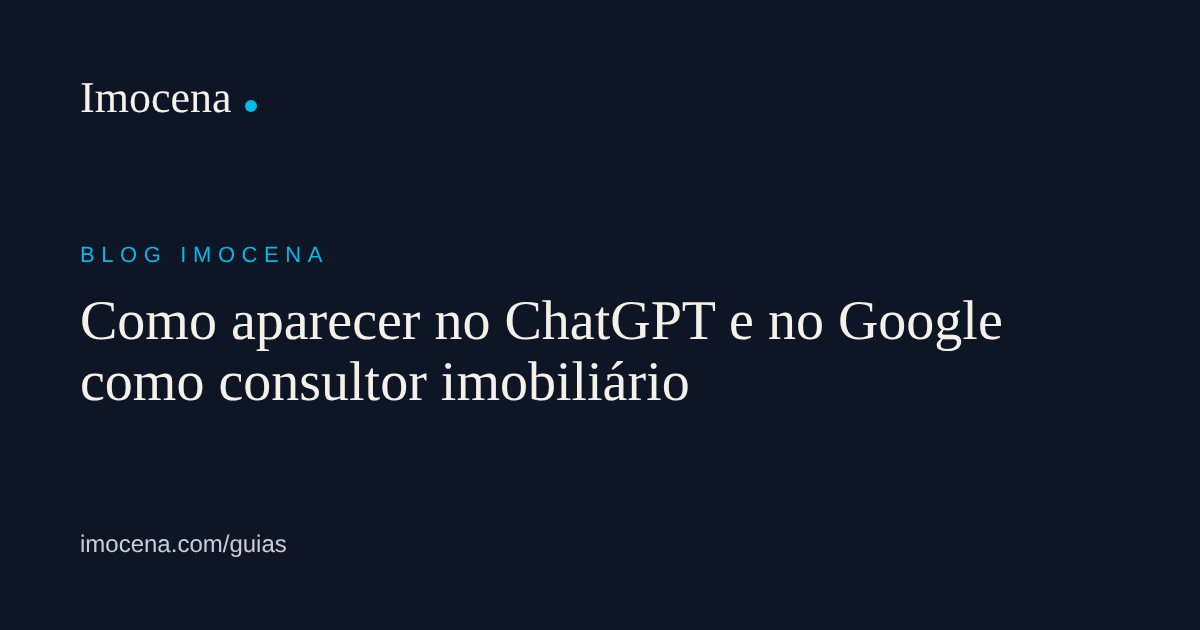 Imocena
BLOG IMOCENA
Como aparecer no ChatGPT e no Google
como consultor imobiliário
imocena.com/guias